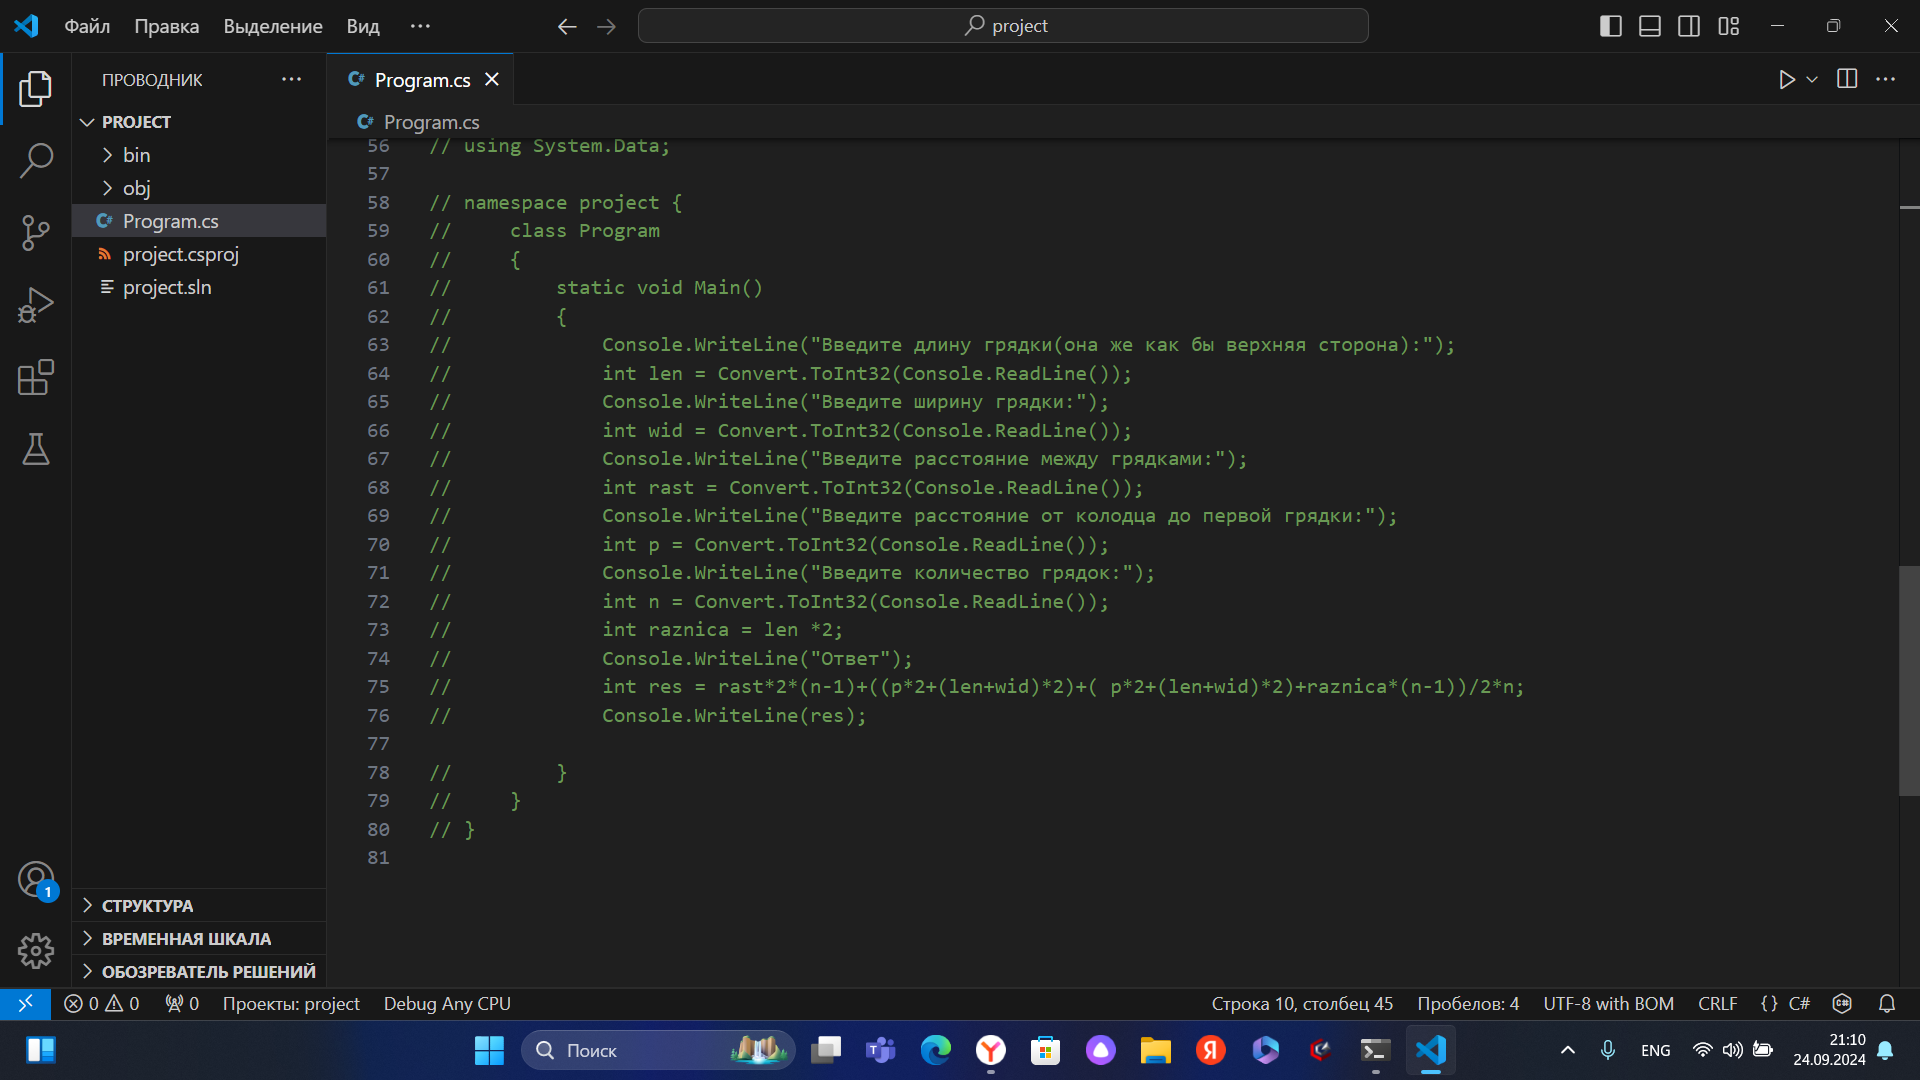 Файл Правка Выделение Вид ··· project
ПРОВОДНИК ···
PROJECT
bin
obj
C# Program.cs
project.csproj
project.sln
СТРУКТУРА
ВРЕМЕННАЯ ШКАЛА
ОБОЗРЕВАТЕЛЬ РЕШЕНИЙ
C# Program.cs
C# Program.cs
56 // using System.Data;
57
58 // namespace project {
59 //     class Program
60 //     {
61 //         static void Main()
62 //         {
63 //             Console.WriteLine("Введите длину грядки(она же как бы верхняя сторона):");
64 //             int len = Convert.ToInt32(Console.ReadLine());
65 //             Console.WriteLine("Введите ширину грядки:");
66 //             int wid = Convert.ToInt32(Console.ReadLine());
67 //             Console.WriteLine("Введите расстояние между грядками:");
68 //             int rast = Convert.ToInt32(Console.ReadLine());
69 //             Console.WriteLine("Введите расстояние от колодца до первой грядки:");
70 //             int p = Convert.ToInt32(Console.ReadLine());
71 //             Console.WriteLine("Введите количество грядок:");
72 //             int n = Convert.ToInt32(Console.ReadLine());
73 //             int raznica = len *2;
74 //             Console.WriteLine("Ответ");
75 //             int res = rast*2*(n-1)+((p*2+(len+wid)*2)+( p*2+(len+wid)*2)+raznica*(n-1))/2*n;
76 //             Console.WriteLine(res);
77
78 //         }
79 //     }
80 // }
81
1
0 0 0 Проекты: project Debug Any CPU Строка 10, столбец 45 Пробелов: 4 UTF-8 with BOM CRLF {} C#
Поиск ENG 21:10
24.09.2024